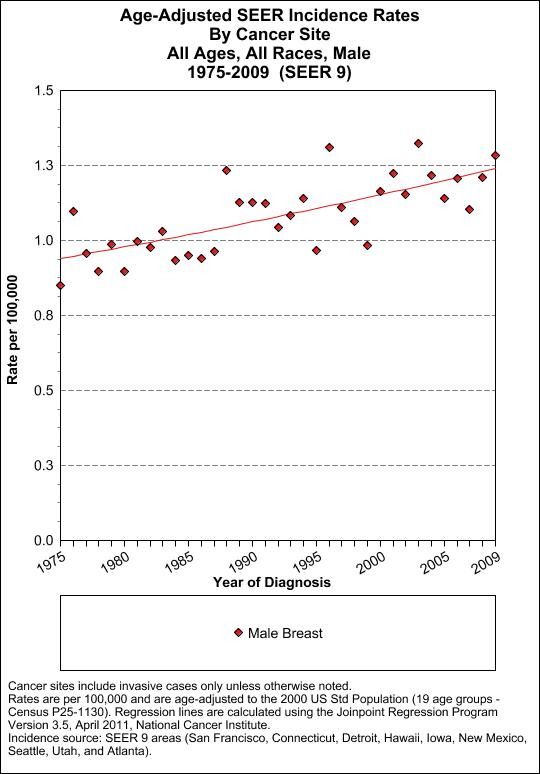 Age-Adjusted SEER Incidence Rates
By Cancer Site
All Ages, All Races, Male
1975-2009 (SEER 9)
1.5
1.3
1.0
0.8
0.5
0.3
0.0
Rate per 100,000
1975
1980
1985
1990
1995
2000
2005
2009
Year of Diagnosis
Male Breast
Cancer sites include invasive cases only unless otherwise noted.
Rates are per 100,000 and are age-adjusted to the 2000 US Std Population (19 age groups -
Census P25-1130). Regression lines are calculated using the Joinpoint Regression Program
Version 3.5, April 2011, National Cancer Institute.
Incidence source: SEER 9 areas (San Francisco, Connecticut, Detroit, Hawaii, Iowa, New Mexico,
Seattle, Utah, and Atlanta).